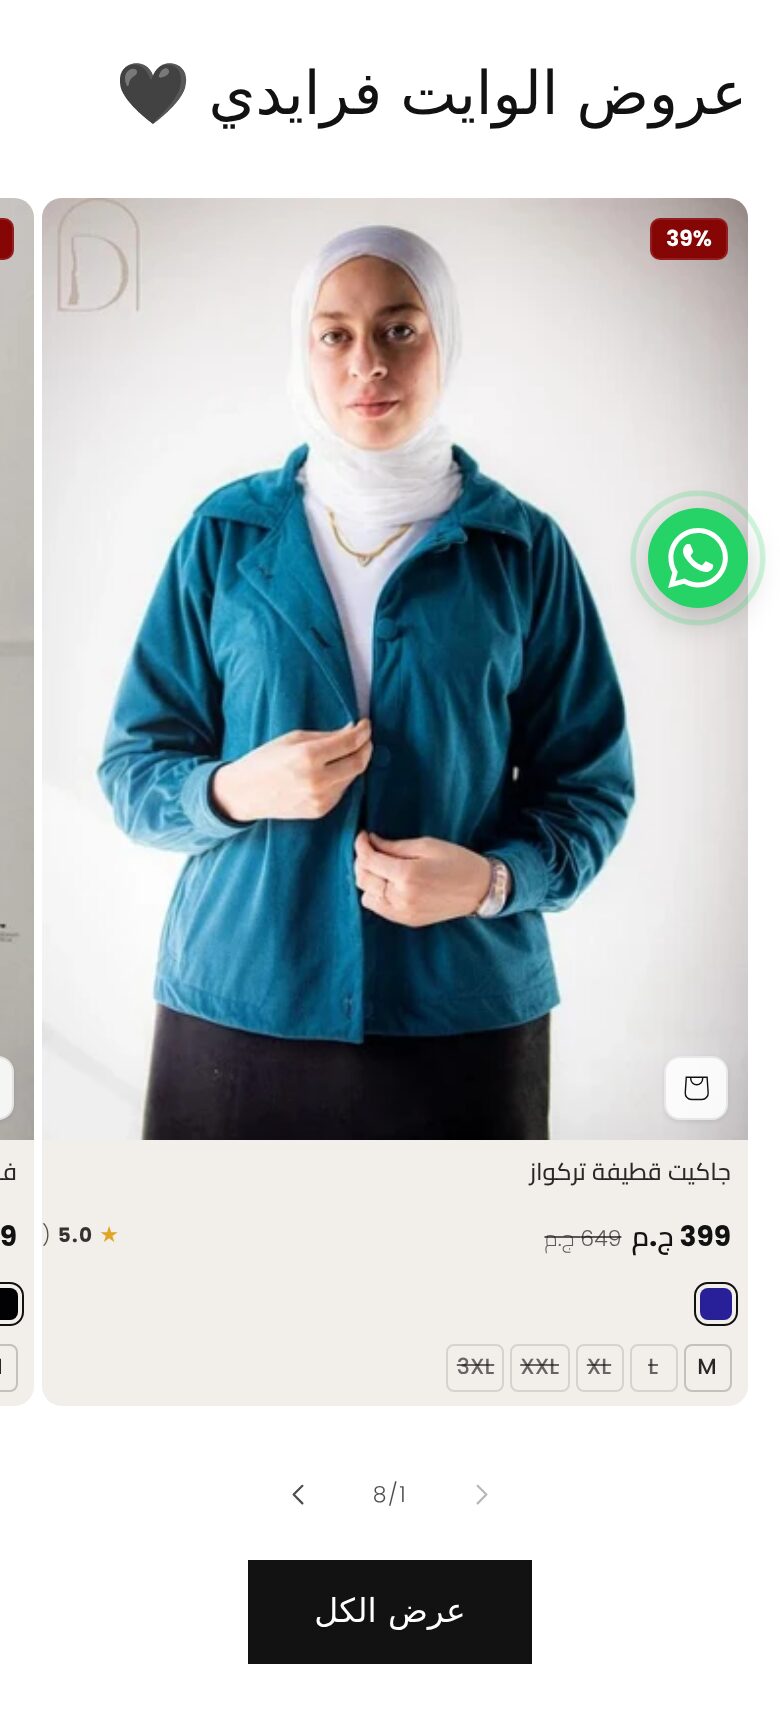 عروض الوايت فرايدي 🖤
39%
جاكيت قطيفة تركواز
399 ج.م 649 ج.م
★ 5.0
M L XL XXL 3XL
8/1
عرض الكل